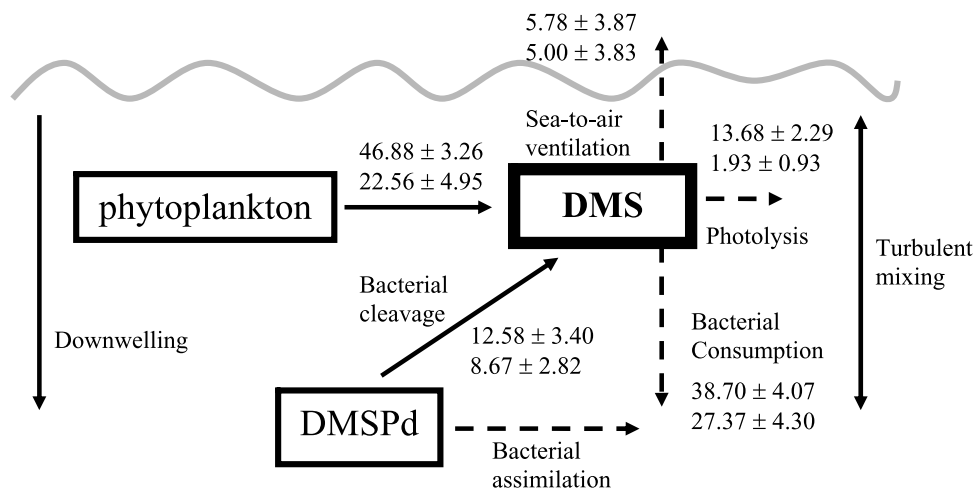 5.78 ± 3.87
5.00 ± 3.83
Sea-to-air
ventilation
13.68 ± 2.29
1.93 ± 0.93
46.88 ± 3.26
22.56 ± 4.95
phytoplankton
DMS
Photolysis
Turbulent
mixing
Bacterial
cleavage
Downwelling
12.58 ± 3.40
8.67 ± 2.82
Bacterial
Consumption
38.70 ± 4.07
27.37 ± 4.30
DMSPd
Bacterial
assimilation